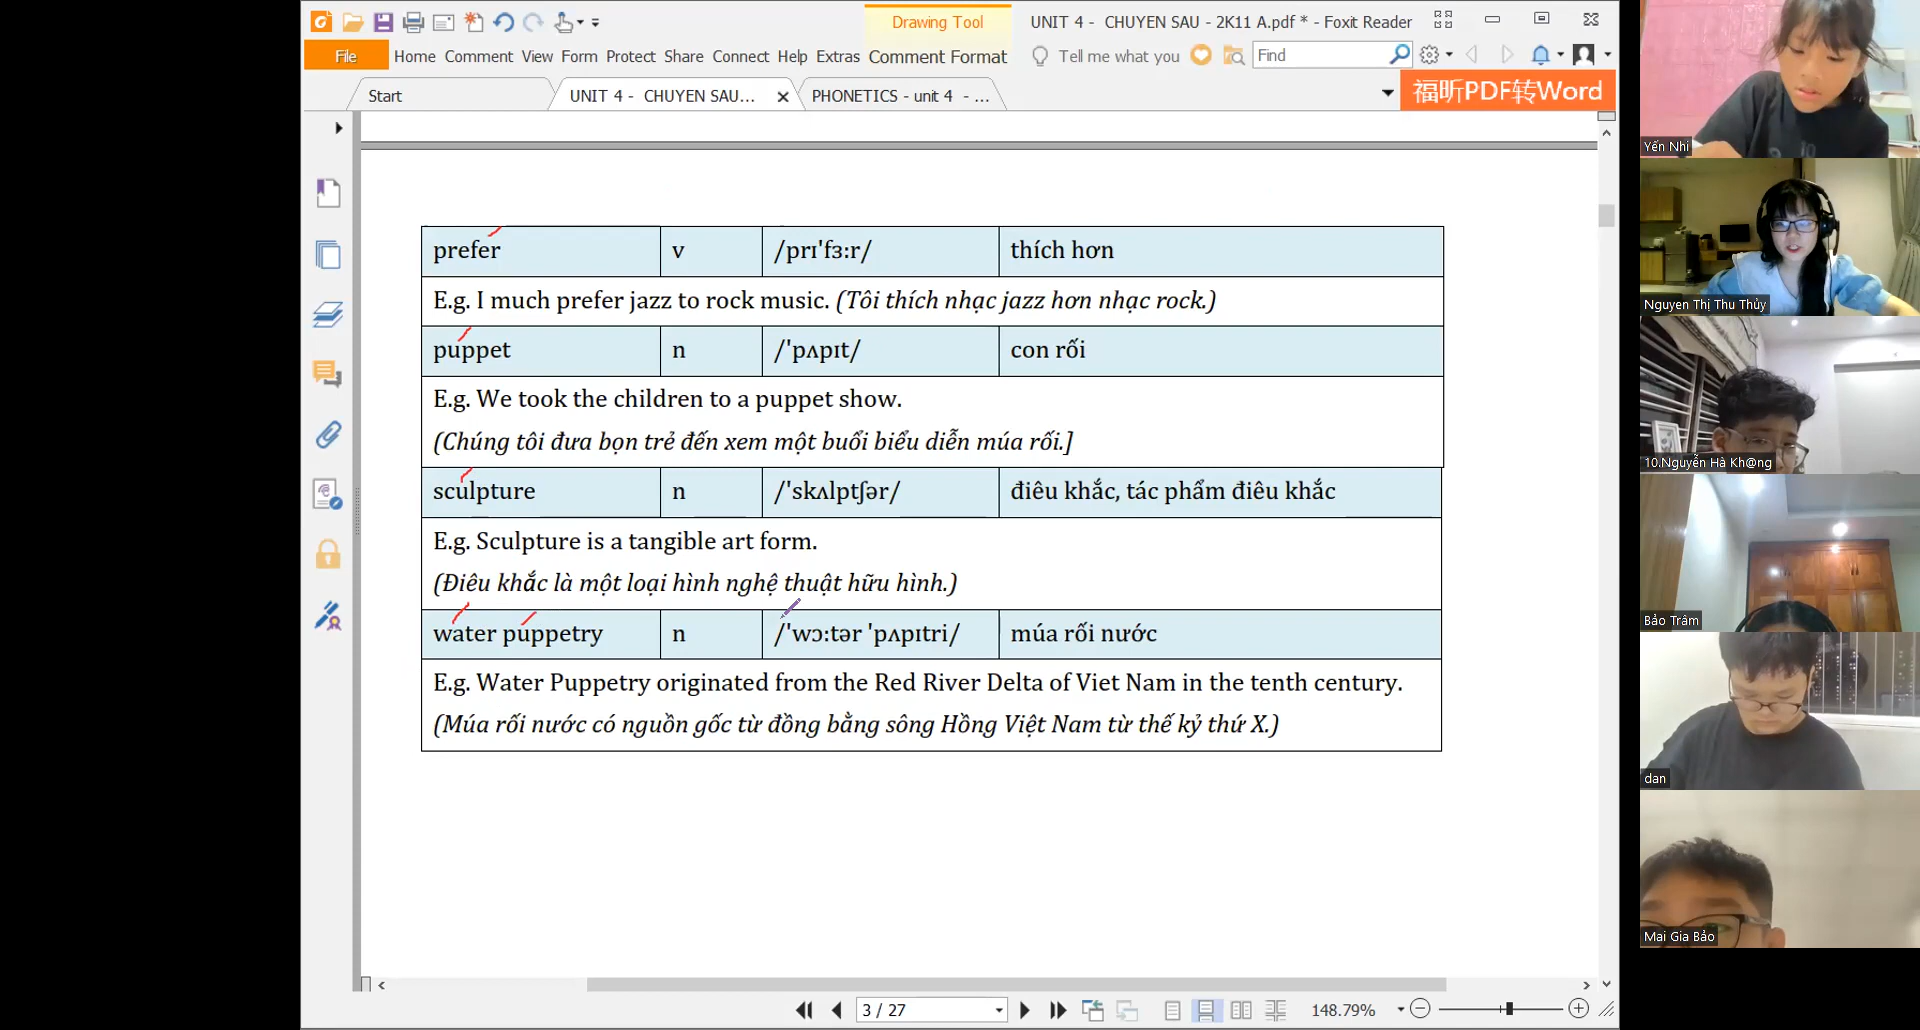 Drawing Tool
UNIT 4 - CHUYEN SAU - 2K11 A.pdf * - Foxit Reader
File Home Comment View Form Protect Share Connect Help Extras Comment Format Tell me what you Find
Start UNIT 4 - CHUYEN SAU... PHONETICS - unit 4 - ... 福昕PDF转Word
prefer v /prɪ'fɜ:r/ thích hơn
E.g. I much prefer jazz to rock music. (Tôi thích nhạc jazz hơn nhạc rock.)
puppet n /'pʌpɪt/ con rối
E.g. We took the children to a puppet show.
(Chúng tôi đưa bọn trẻ đến xem một buổi biểu diễn múa rối.]
sculpture n /'skʌlptʃər/ điêu khắc, tác phẩm điêu khắc
E.g. Sculpture is a tangible art form.
(Điêu khắc là một loại hình nghệ thuật hữu hình.)
water puppetry n /'wɔ:tər 'pʌpɪtri/ múa rối nước
E.g. Water Puppetry originated from the Red River Delta of Viet Nam in the tenth century.
(Múa rối nước có nguồn gốc từ đồng bằng sông Hồng Việt Nam từ thế kỷ thứ X.)
3 / 27 148.79%
Yến Nhi
Nguyen Thị Thu Thủy
10.Nguyễn Hà Kh@ng
Bảo Trâm
dan
Mai Gia Bảo